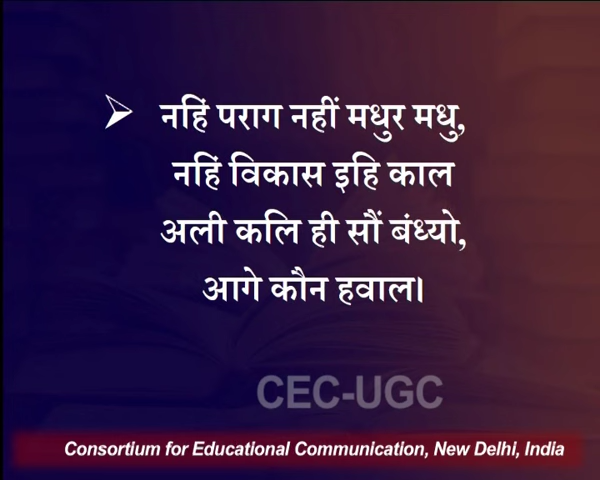 नहिं पराग नहीं मधुर मधु,
नहिं विकास इहि काल
अली कलि ही सौं बंध्यो,
आगे कौन हवाल।
CEC-UGC
Consortium for Educational Communication, New Delhi, India